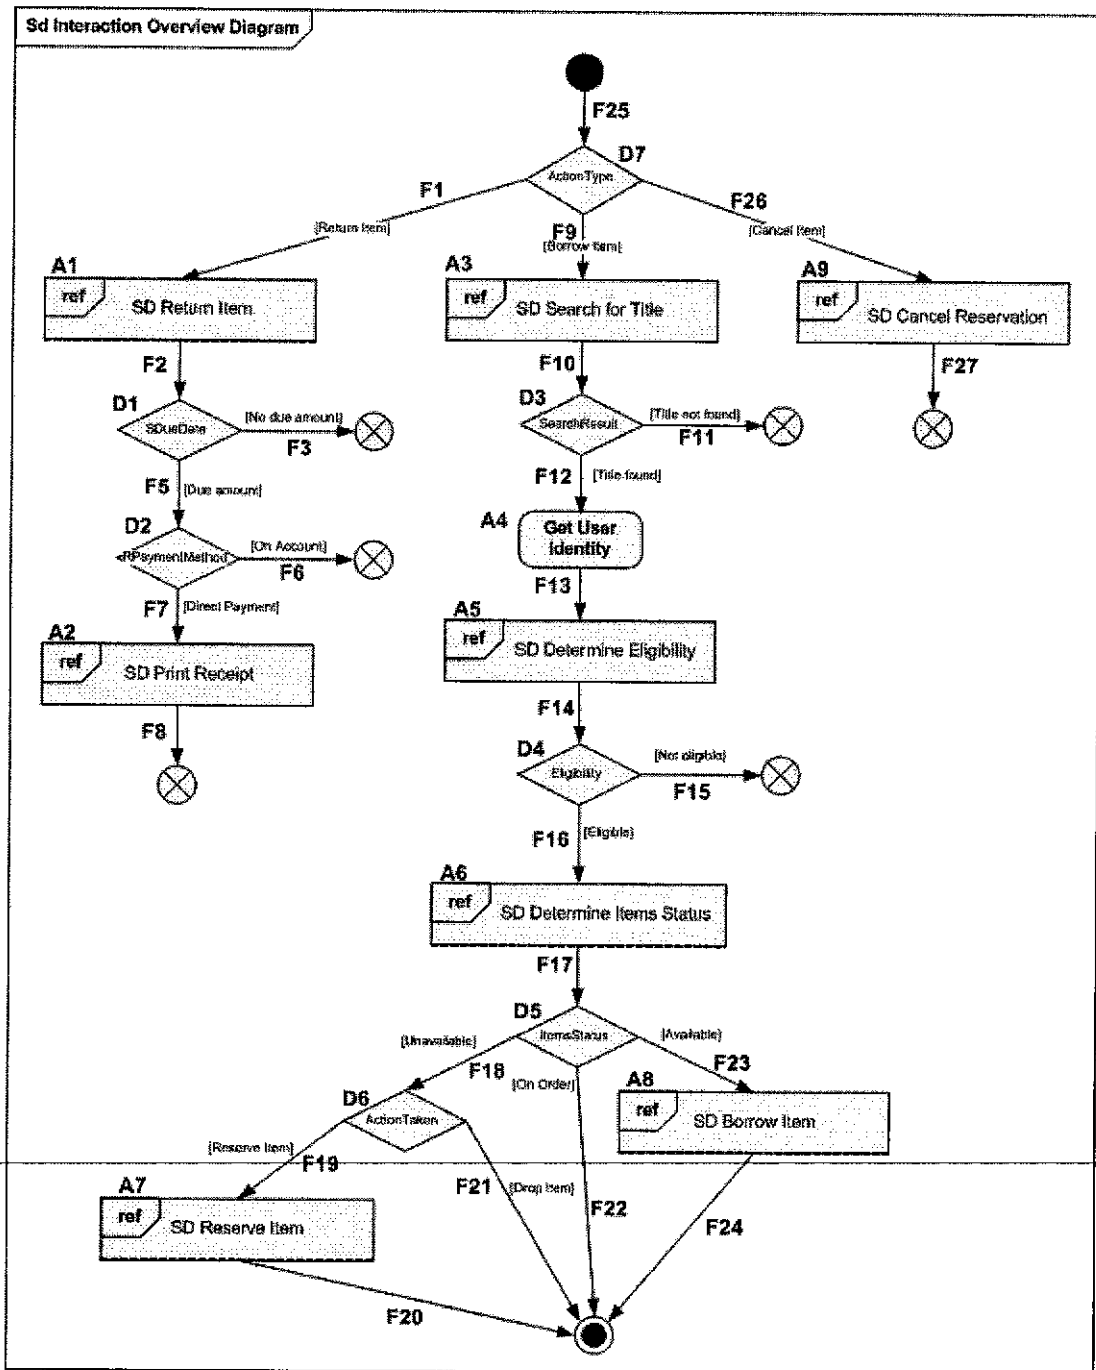 Sd Interaction Overview Diagram
F25
D7
ActionType
F1
F9
F26
[Return Item]
[Borrow Item]
[Cancel Item]
A1
ref
SD Return Item
A3
ref
SD Search for Title
A9
ref
SD Cancel Reservation
F2
F10
F27
D1
SDueDate
[No due amount]
F3
D3
SearchResult
[Title not found]
F11
F5
[Due amount]
F12
[Title found]
D2
RPaymentMethod
[On Account]
F6
A4
Get User
Identity
F7
[Direct Payment]
F13
A2
ref
SD Print Receipt
A5
ref
SD Determine Eligibility
F8
F14
D4
Eligibility
[Not eligible]
F15
F16
[Eligible]
A6
ref
SD Determine Items Status
F17
D5
ItemsStatus
[Unavailable]
[Available]
F18
[On Order]
F23
D6
ActionTaken
A8
ref
SD Borrow Item
[Reserve Item]
F19
F21
[Drop Item]
F22
F24
A7
ref
SD Reserve Item
F20